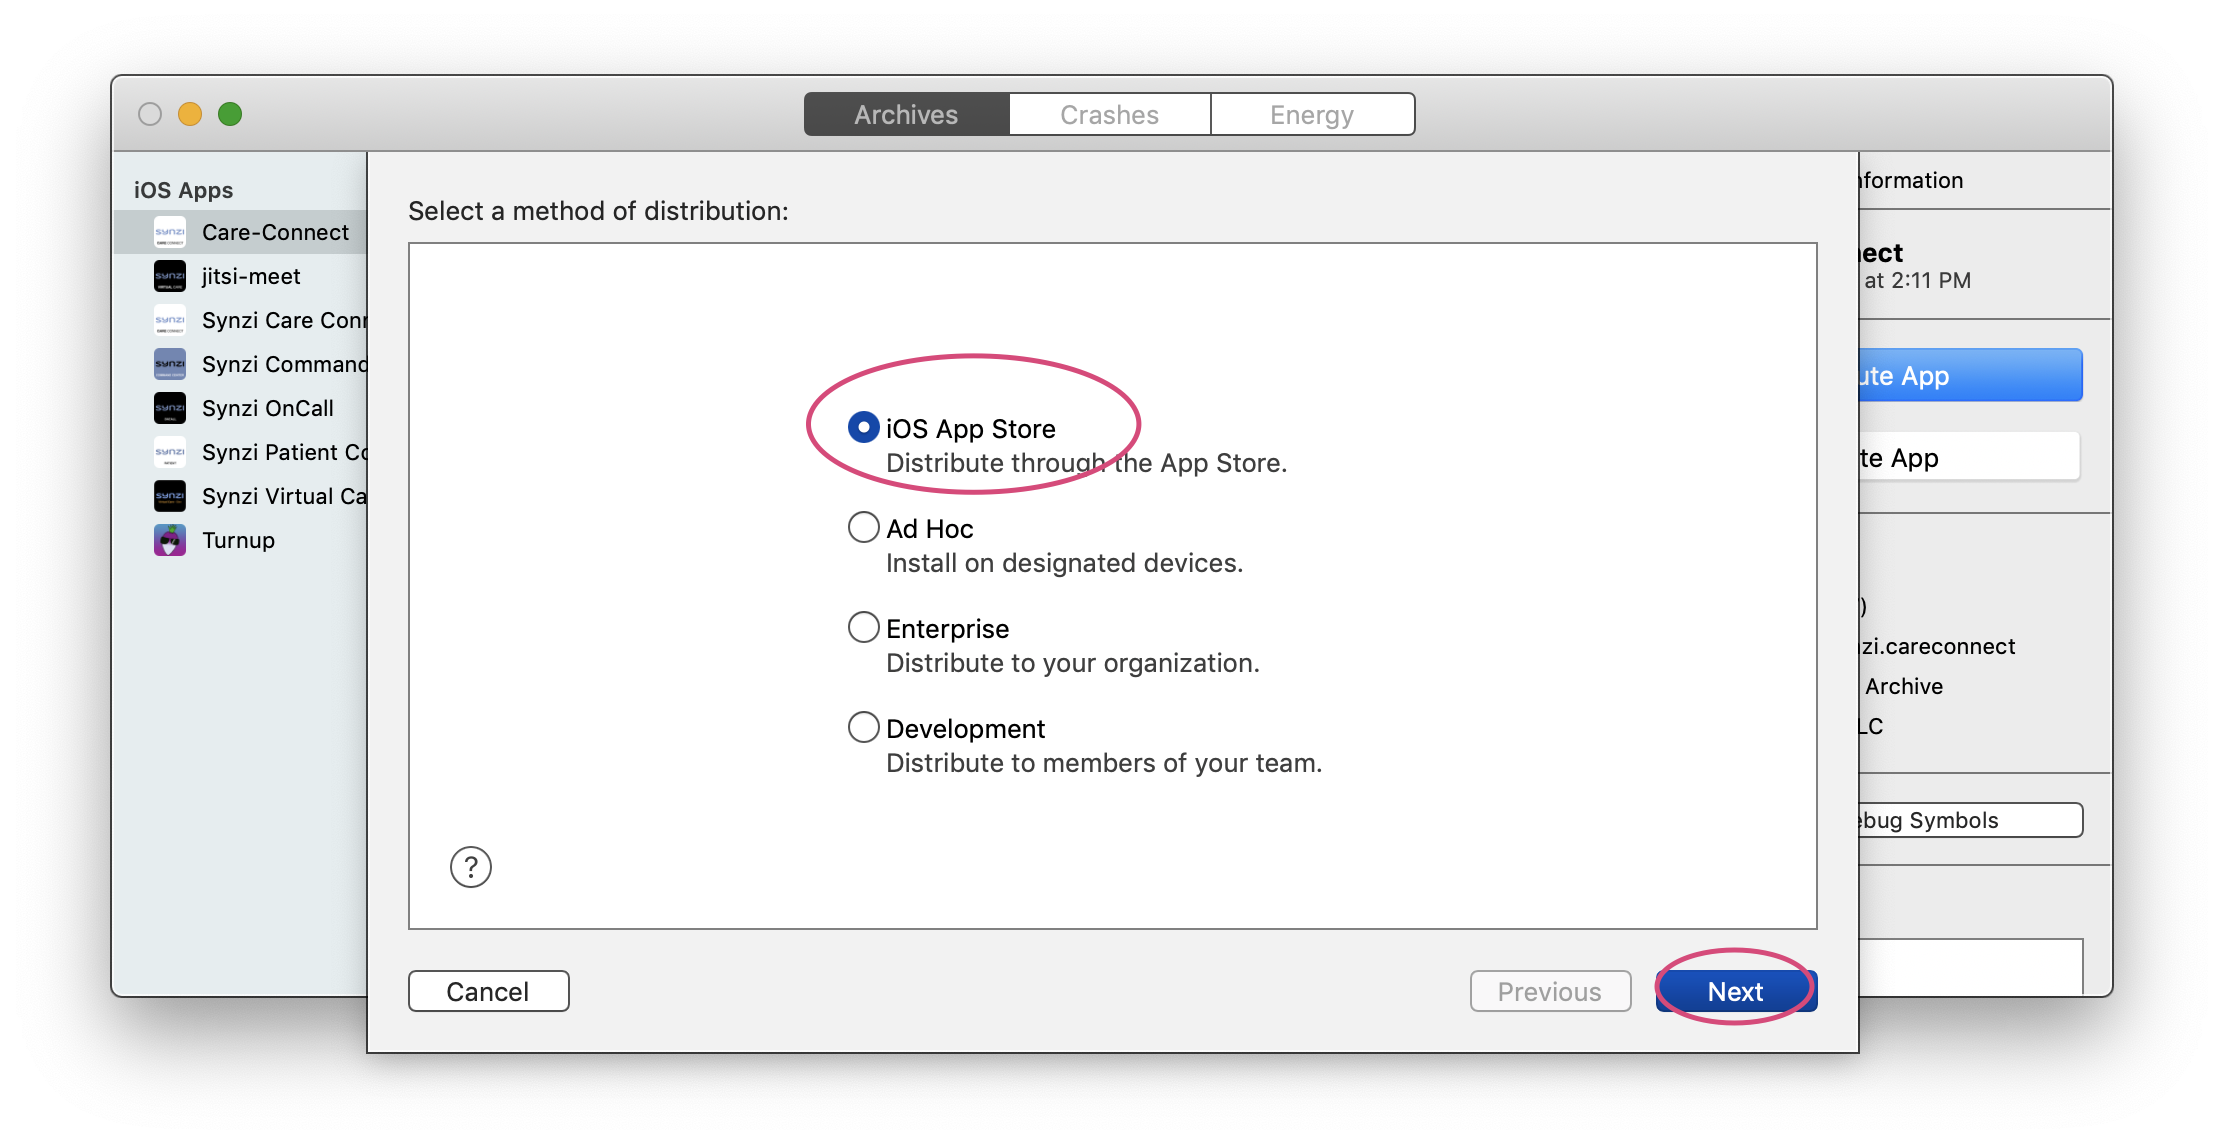 Archives
Crashes
Energy
iOS Apps
Care-Connect
jitsi-meet
Synzi Care Conn
Synzi Command
Synzi OnCall
Synzi Patient Co
Synzi Virtual Ca
Turnup
Select a method of distribution:
iOS App Store
Distribute through the App Store.
Ad Hoc
Install on designated devices.
Enterprise
Distribute to your organization.
Development
Distribute to members of your team.
?
Cancel
Previous
Next
nformation
nect
at 2:11 PM
ute App
te App
)
nzi.careconnect
Archive
LC
ebug Symbols